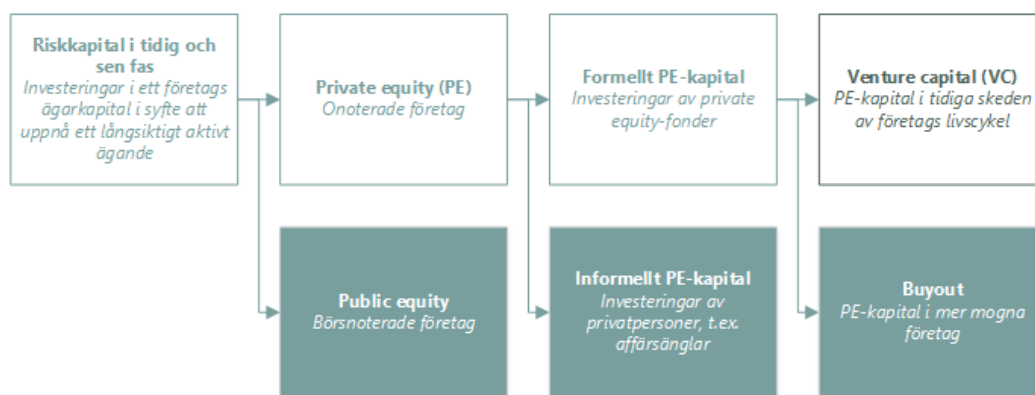 Riskkapital i tidig och
sen fas
Investeringar i ett företags
ägarkapital i syfte att
uppnå ett långsiktigt aktivt
ägande
Private equity (PE)
Onoterade företag
Formellt PE-kapital
Investeringar av private
equity-fonder
Venture capital (VC)
PE-kapital i tidiga skeden
av företags livscykel
Public equity
Börsnoterade företag
Informellt PE-kapital
Investeringar av
privatpersoner, t.ex.
affärsänglar
Buyout
PE-kapital i mer mogna
företag